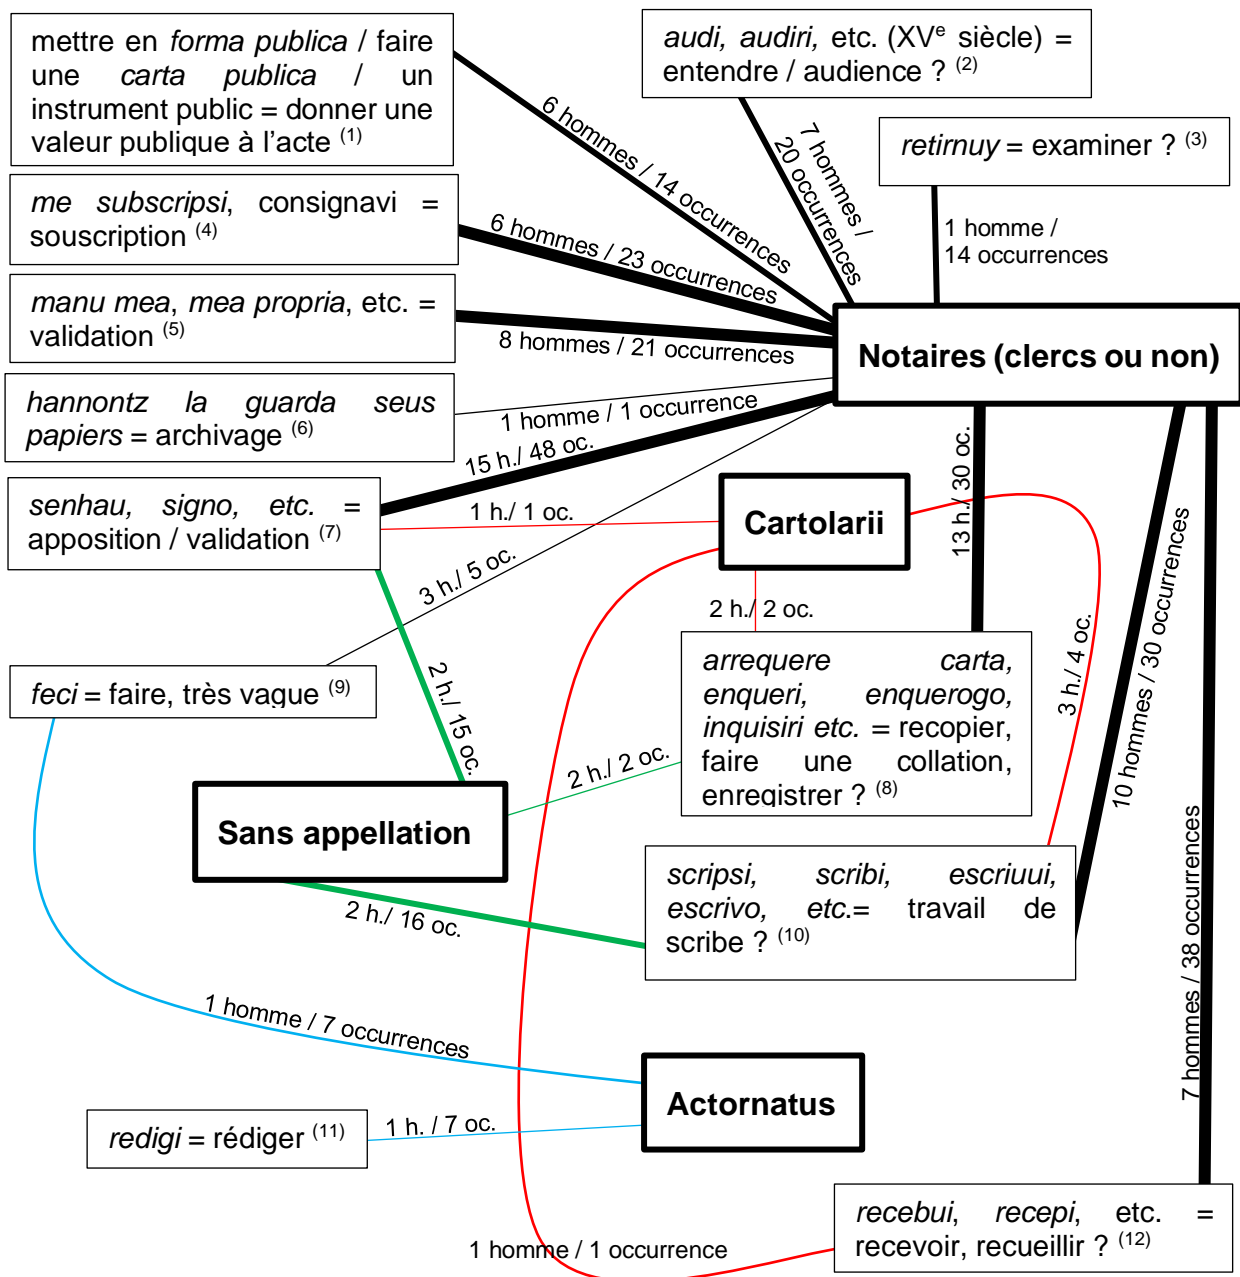 mettre en forma publica / faire
une carta publica / un
instrument public = donner une
valeur publique à l’acte (1)
audi, audiri, etc. (XVe siècle) =
entendre / audience ? (2)
retirnuy = examiner ? (3)
me subscripsi, consignavi =
souscription (4)
manu mea, mea propria, etc. =
validation (5)
hannontz la guarda seus
papiers = archivage (6)
senhau, signo, etc. =
apposition / validation (7)
6 hommes / 14 occurrences
7 hommes /
20 occurrences
1 homme /
14 occurrences
6 hommes / 23 occurrences
8 hommes / 21 occurrences
1 homme / 1 occurrence
15 h./ 48 oc.
Notaires (clercs ou non)
1 h./ 1 oc.
Cartolarii
13 h./ 30 oc.
3 h./ 5 oc.
2 h./ 2 oc.
3 h./ 4 oc.
10 hommes / 30 occurrences
7 hommes / 38 occurrences
feci = faire, très vague (9)
2 h./ 15 oc.
arrequere carta,
enqueri, enquerogo,
inquisiri etc. = recopier,
faire une collation,
enregistrer ? (8)
2 h./ 2 oc.
Sans appellation
2 h./ 16 oc.
scripsi, scribi, escriuui,
escrivo, etc.= travail de
scribe ? (10)
1 homme / 7 occurrences
Actornatus
redigi = rédiger (11)
1 h. / 7 oc.
recebui, recepi, etc. =
recevoir, recueillir ? (12)
1 homme / 1 occurrence